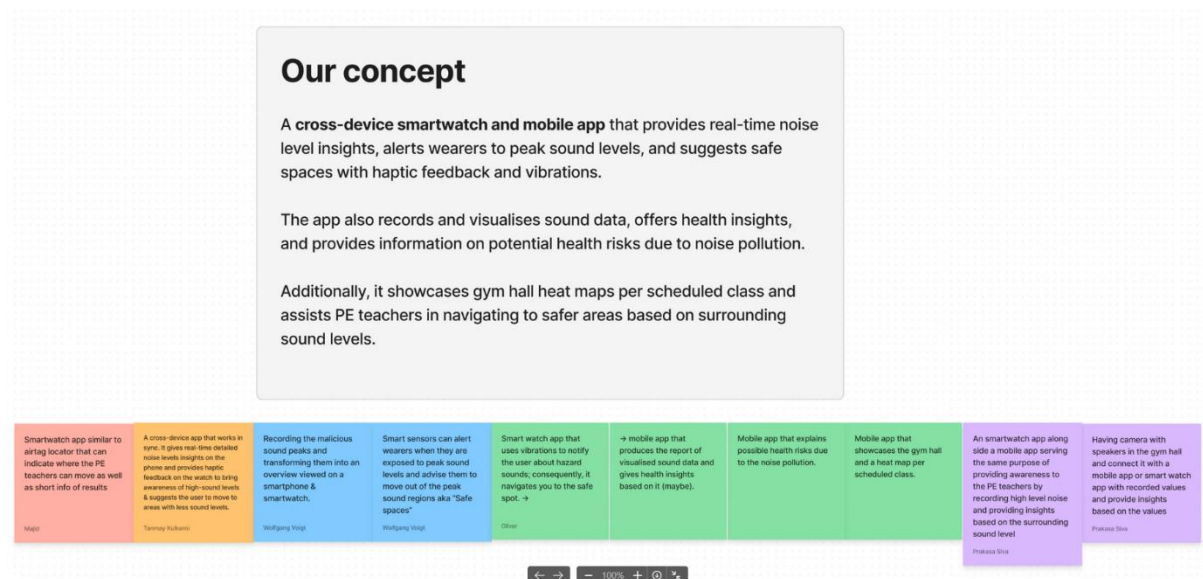 Our concept
A cross-device smartwatch and mobile app that provides real-time noise
level insights, alerts wearers to peak sound levels, and suggests safe
spaces with haptic feedback and vibrations.
The app also records and visualises sound data, offers health insights,
and provides information on potential health risks due to noise pollution.
Additionally, it showcases gym hall heat maps per scheduled class and
assists PE teachers in navigating to safer areas based on surrounding
sound levels.
Smartwatch app similar to
airtag locator that can
indicate where the PE
teachers can move as well
as short info of results
Majid
A cross-device app that works in
sync. It gives real-time detailed
noise levels insights on the
phone and provides haptic
feedback on the watch to bring
awareness of high-sound levels
& suggests the user to move to
areas with less sound levels.
Tanmay Kulkarni
Recording the malicious
sound peaks and
transforming them into an
overview viewed on a
smartphone &
smartwatch.
Wolfgang Voigt
Smart sensors can alert
wearers when they are
exposed to peak sound
levels and advise them to
move out of the peak
sound regions aka "Safe
spaces"
Wolfgang Voigt
Smart watch app that
uses vibrations to notify
the user about hazard
sounds; consequently, it
navigates you to the safe
spot. →
Oliver
→ mobile app that
produces the report of
visualised sound data and
gives health insights
based on it (maybe).
Mobile app that explains
possible health risks due
to the noise pollution.
Mobile app that
showcases the gym hall
and a heat map per
scheduled class.
An smartwatch app along
side a mobile app serving
the same purpose of
providing awareness to
the PE teachers by
recording high level noise
and providing insights
based on the surrounding
sound level
Prakasa Siva
Having camera with
speakers in the gym hall
and connect it with a
mobile app or smart watch
app with recorded values
and provide insights
based on the values
Prakasa Siva
100%